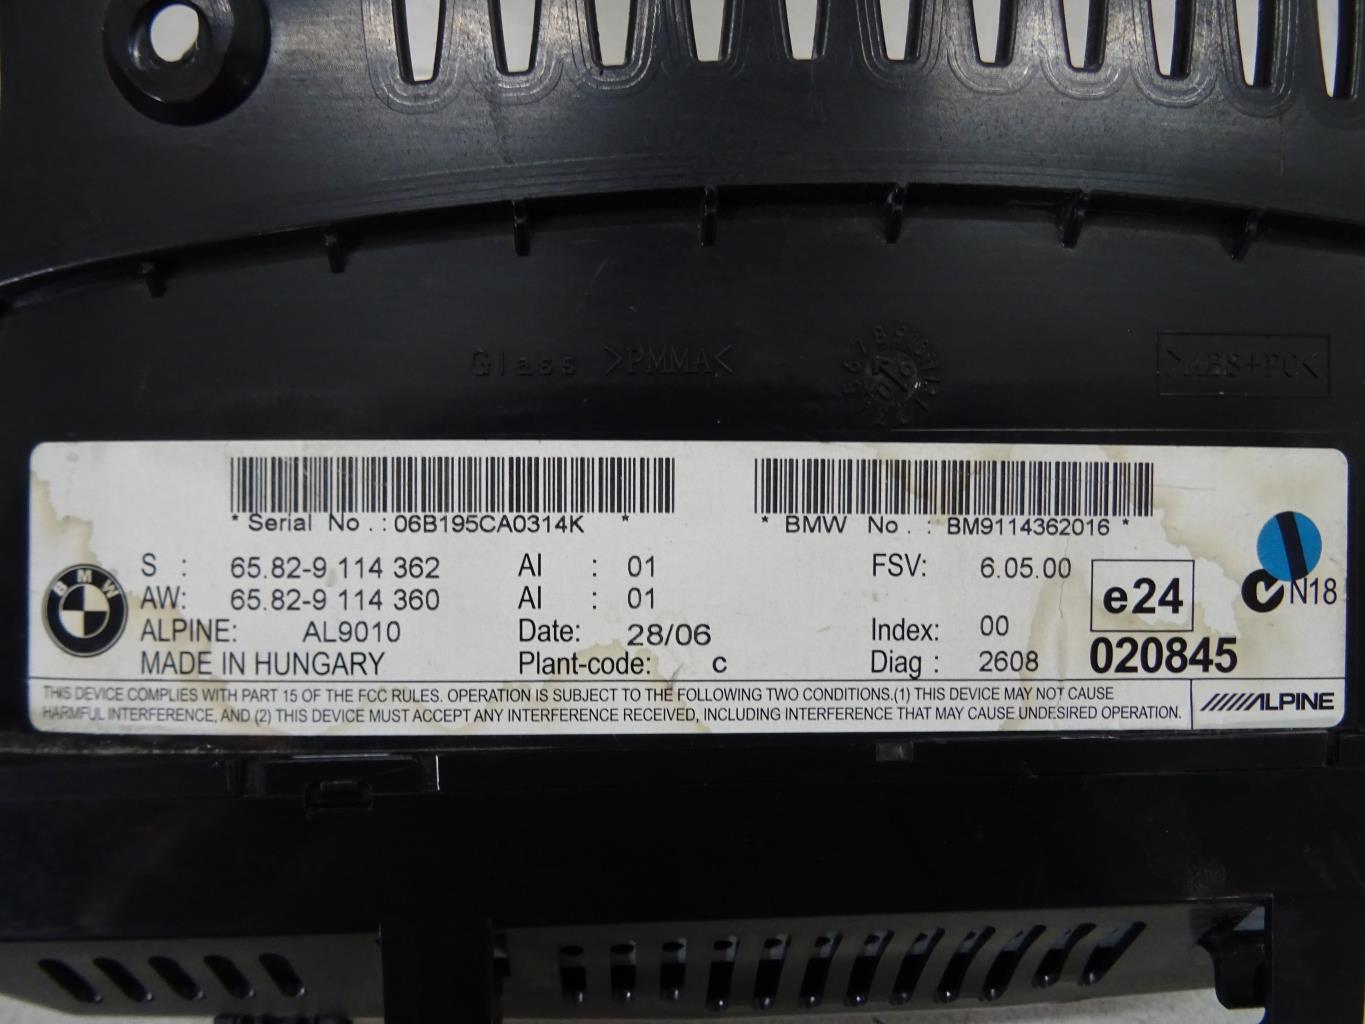 Glass >PMMA<
>ABS+PC<
* Serial No .: 06B195CA0314K *
* BMW No .: BM9114362016 *
BMW
S : 65.82-9 114 362 AI : 01 FSV: 6.05.00
AW: 65.82-9 114 360 AI : 01 e24 N18
ALPINE: AL9010 Date: 28/06 Index: 00
MADE IN HUNGARY Plant-code: c Diag : 2608 020845
THIS DEVICE COMPLIES WITH PART 15 OF THE FCC RULES. OPERATION IS SUBJECT TO THE FOLLOWING TWO CONDITIONS.(1) THIS DEVICE MAY NOT CAUSE
HARMFUL INTERFERENCE, AND (2) THIS DEVICE MUST ACCEPT ANY INTERFERENCE RECEIVED, INCLUDING INTERFERENCE THAT MAY CAUSE UNDESIRED OPERATION.
ALPINE